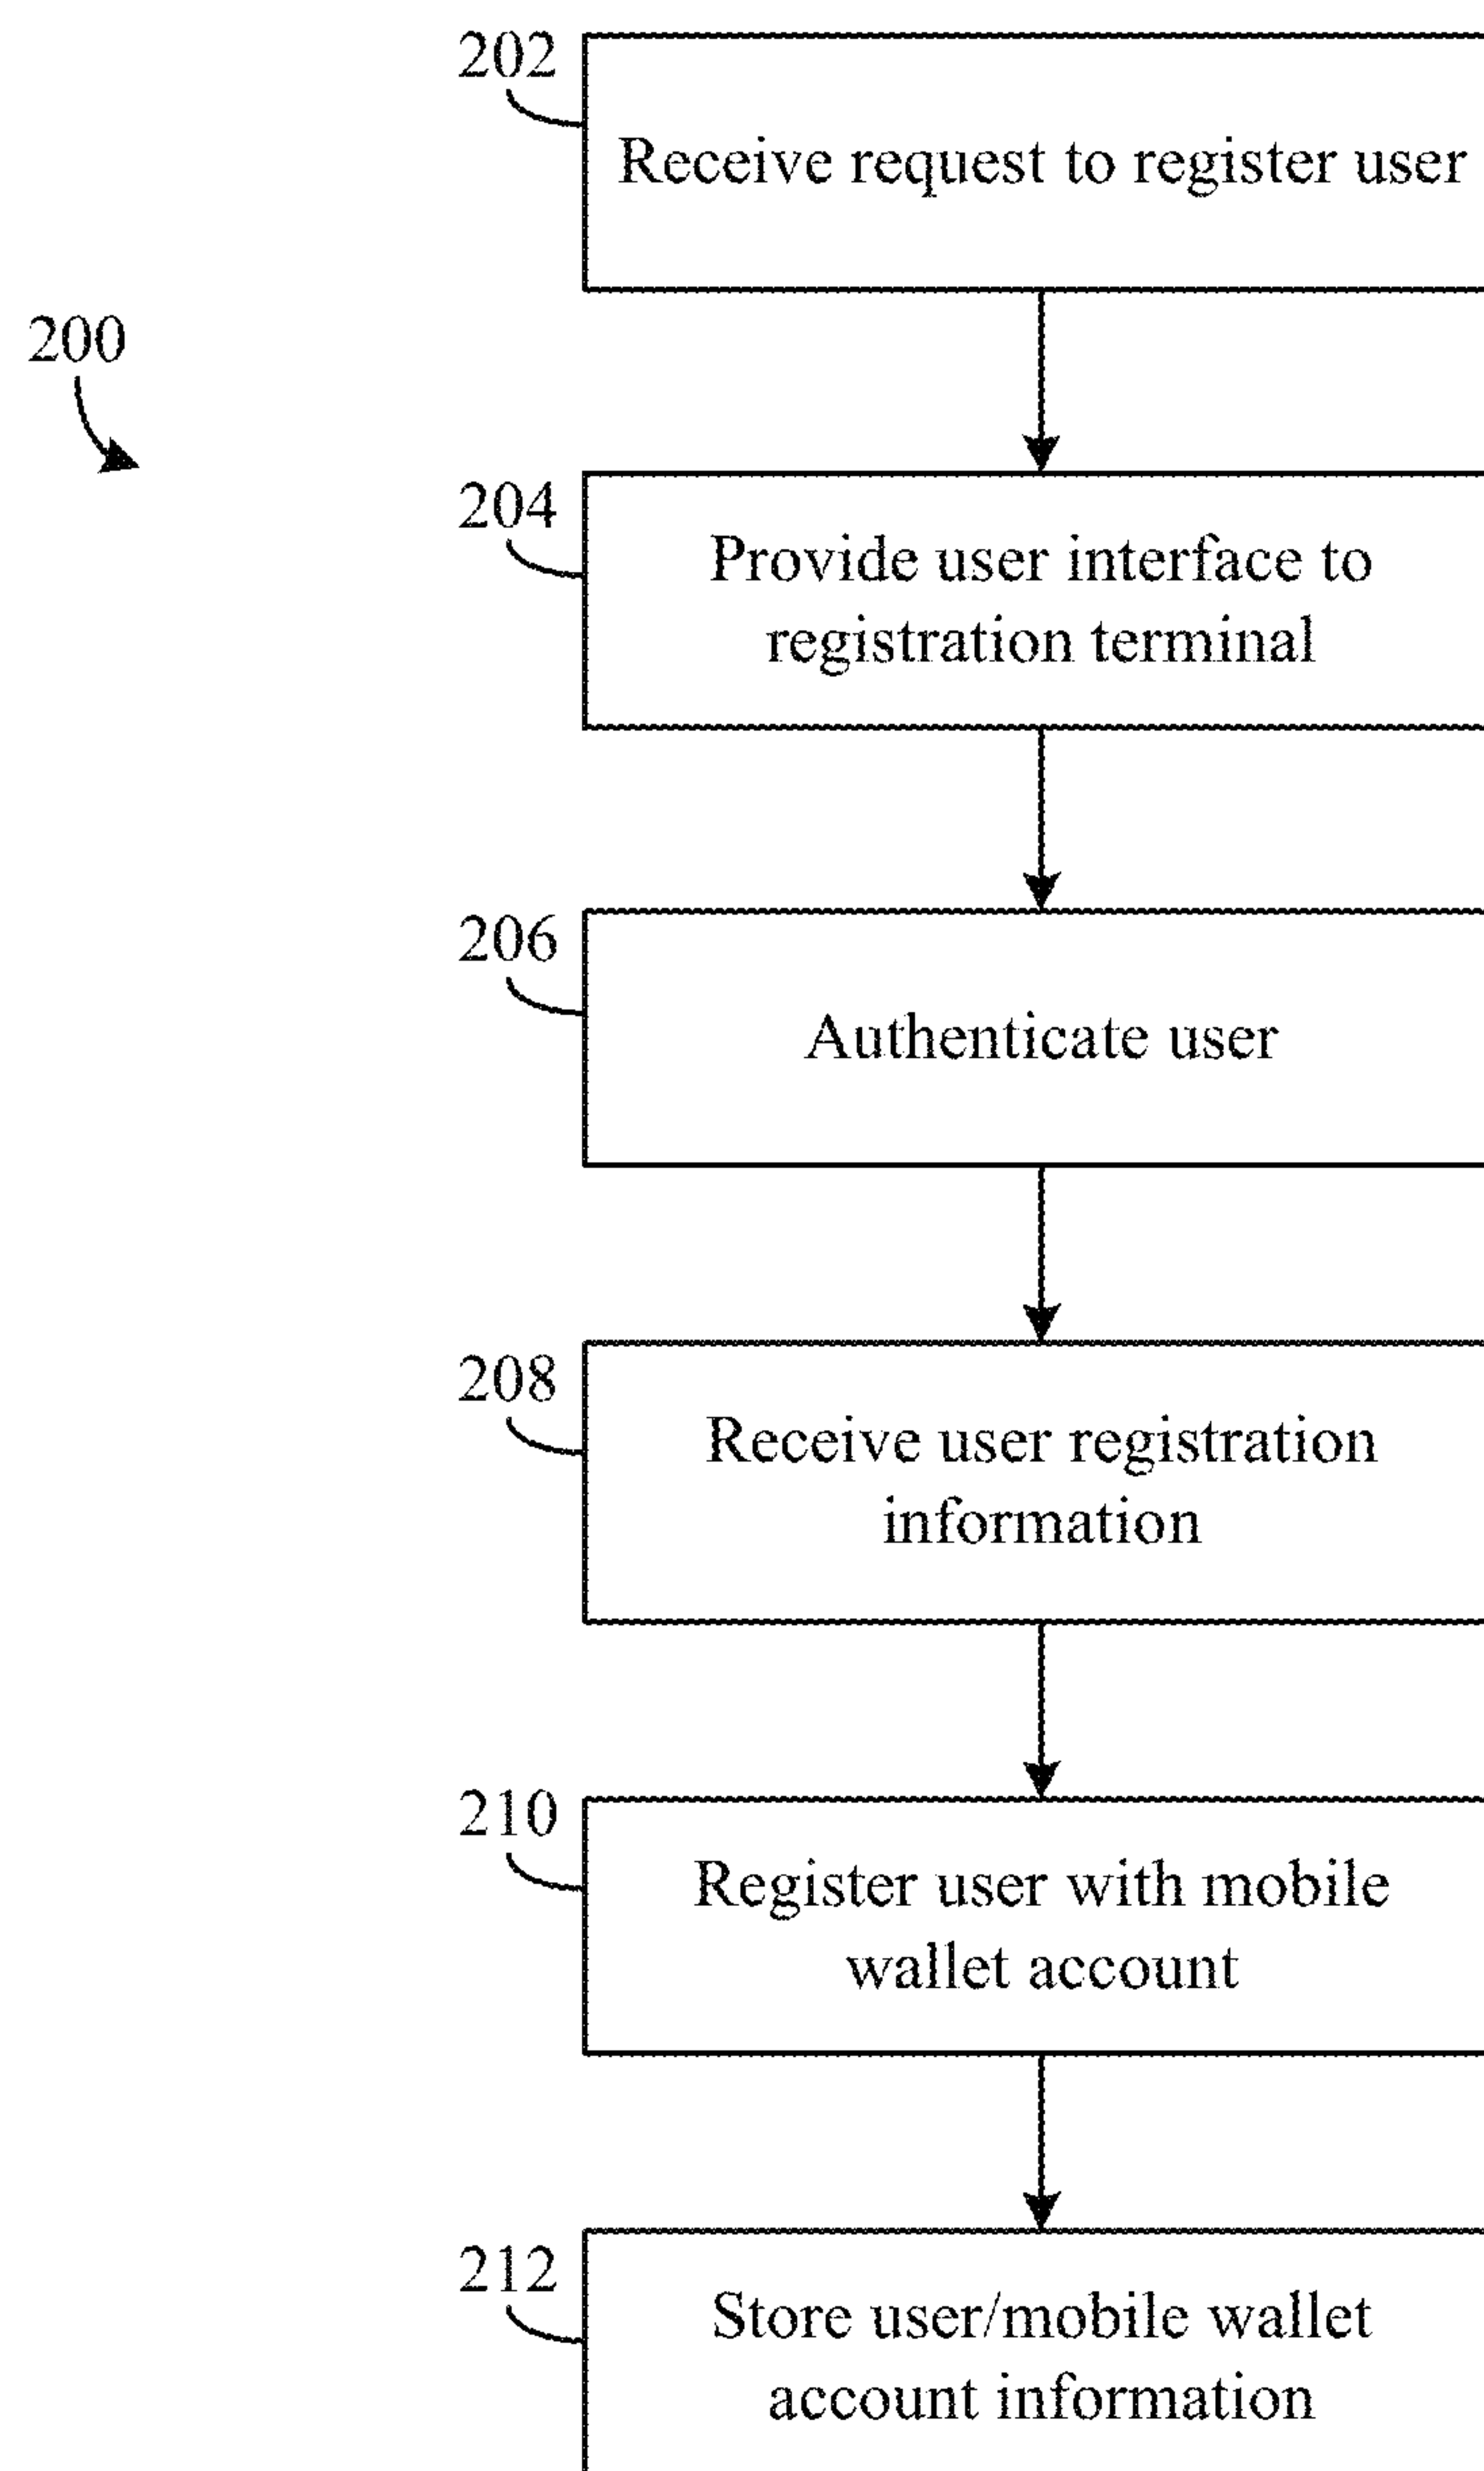 202
Receive request to register user
200
204
Provide user interface to
registration terminal
206
Authenticate user
208
Receive user registration
information
210
Register user with mobile
wallet account
212
Store user/mobile wallet
account information